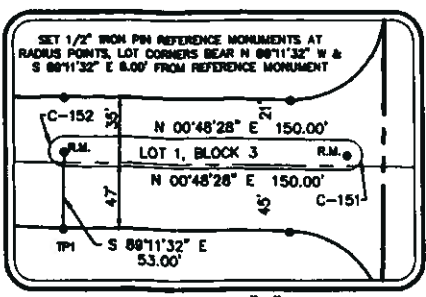 SET 1/2" IRON PIN REFERENCE MONUMENTS AT
RADIUS POINTS, LOT CORNERS BEAR N 89°11'32" W &
S 89°11'32" E 8.00' FROM REFERENCE MONUMENT
C-152
35'
21'
N 00°48'28" E 150.00'
R.M.
LOT 1, BLOCK 3
R.M.
N 00°48'28" E 150.00'
47'
45'
C-151
TP1
S 89°11'32" E
53.00'